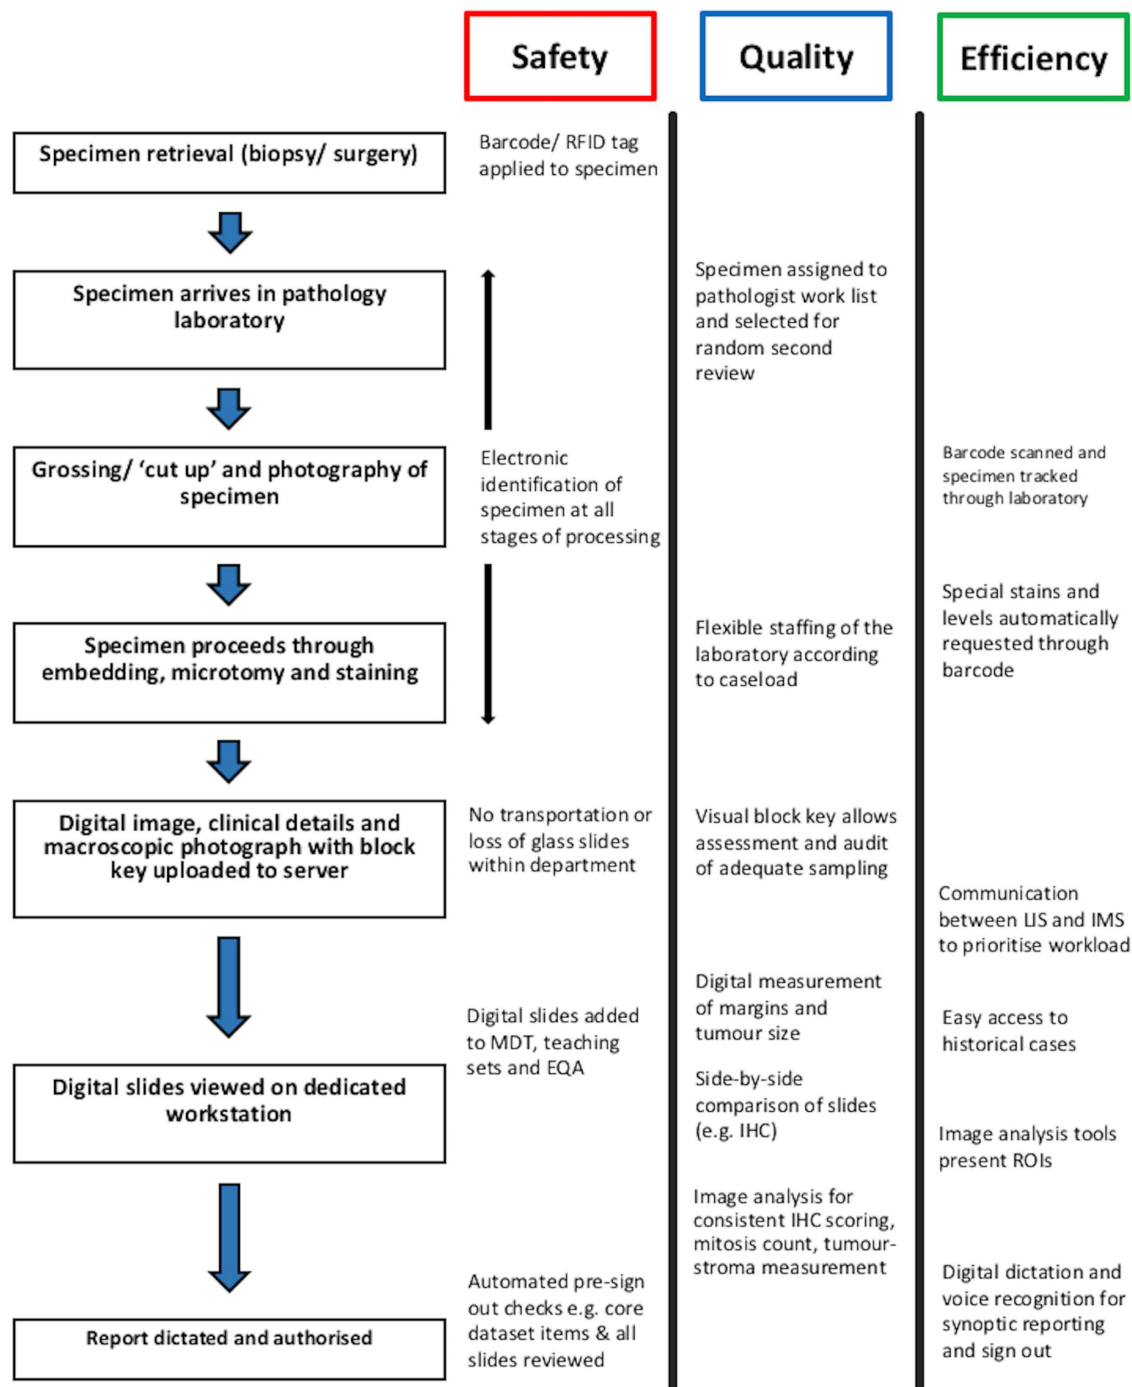 Safety
Quality
Efficiency
Specimen retrieval (biopsy/ surgery)
Barcode/ RFID tag
applied to specimen
Specimen arrives in pathology
laboratory
Specimen assigned to
pathologist work list
and selected for
random second
review
Grossing/ ‘cut up’ and photography of
specimen
Electronic
identification of
specimen at all
stages of processing
Barcode scanned and
specimen tracked
through laboratory
Specimen proceeds through
embedding, microtomy and staining
Flexible staffing of the
laboratory according
to caseload
Special stains and
levels automatically
requested through
barcode
Digital image, clinical details and
macroscopic photograph with block
key uploaded to server
No transportation or
loss of glass slides
within department
Visual block key allows
assessment and audit
of adequate sampling
Communication
between LIS and IMS
to prioritise workload
Digital slides viewed on dedicated
workstation
Digital slides added
to MDT, teaching
sets and EQA
Digital measurement
of margins and
tumour size
Side-by-side
comparison of slides
(e.g. IHC)
Easy access to
historical cases
Image analysis tools
present ROIs
Image analysis for
consistent IHC scoring,
mitosis count, tumour-
stroma measurement
Report dictated and authorised
Automated pre-sign
out checks e.g. core
dataset items & all
slides reviewed
Digital dictation and
voice recognition for
synoptic reporting
and sign out